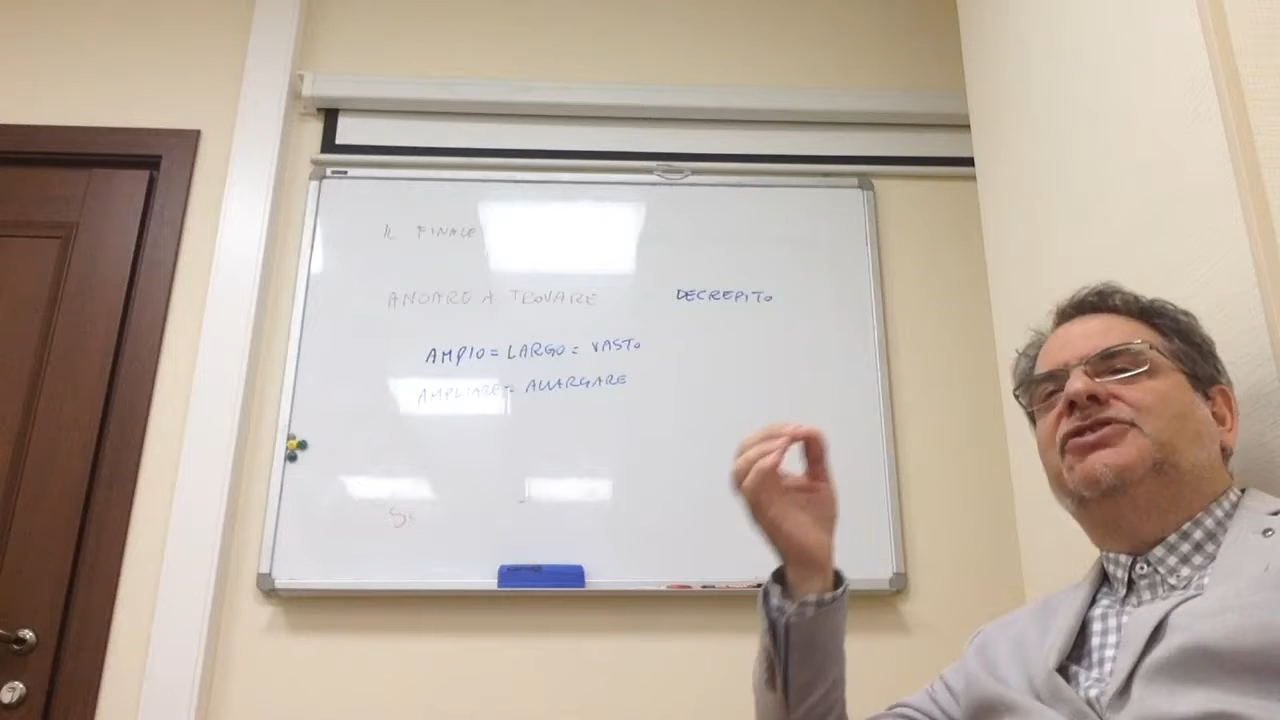 IL FINALE
ANDARE A TROVARE
DECREPITO
AMPIO = LARGO = VASTO
AMPLIARE = ALLARGARE